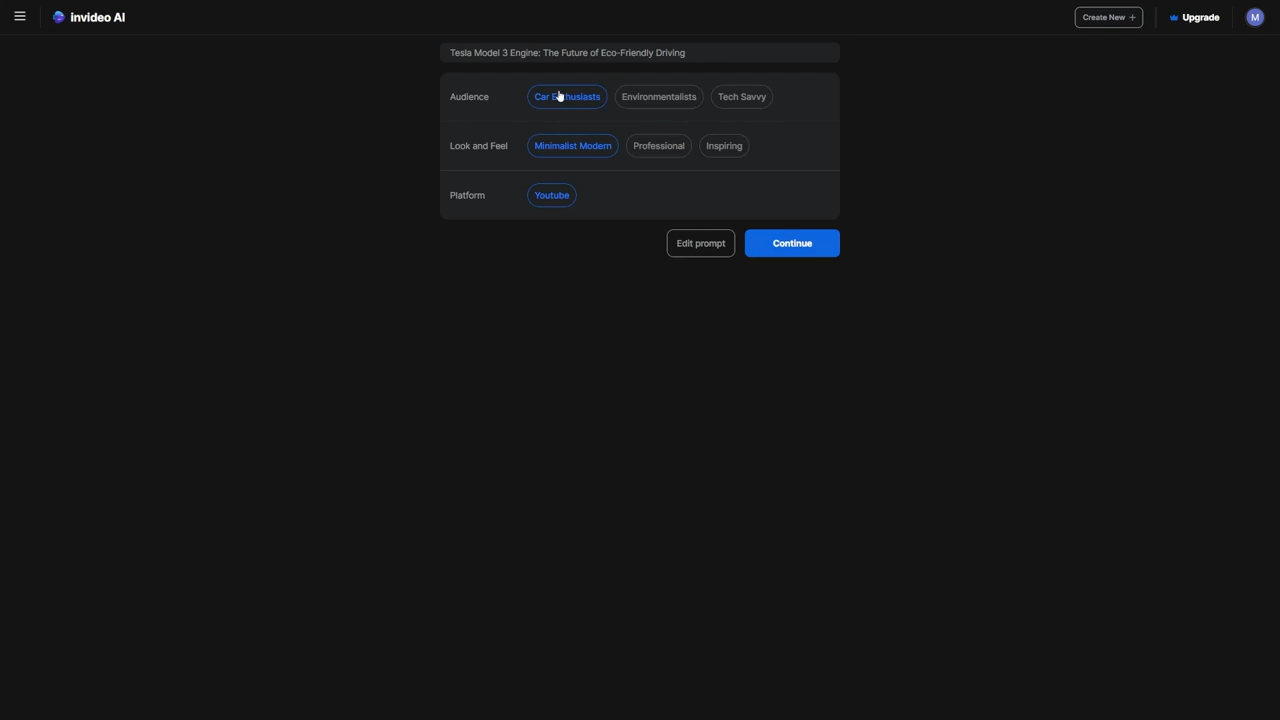 invideo AI
Create New +
Upgrade
M
Tesla Model 3 Engine: The Future of Eco-Friendly Driving
Audience Car Enthusiasts Environmentalists Tech Savvy
Look and Feel Minimalist Modern Professional Inspiring
Platform Youtube
Edit prompt Continue